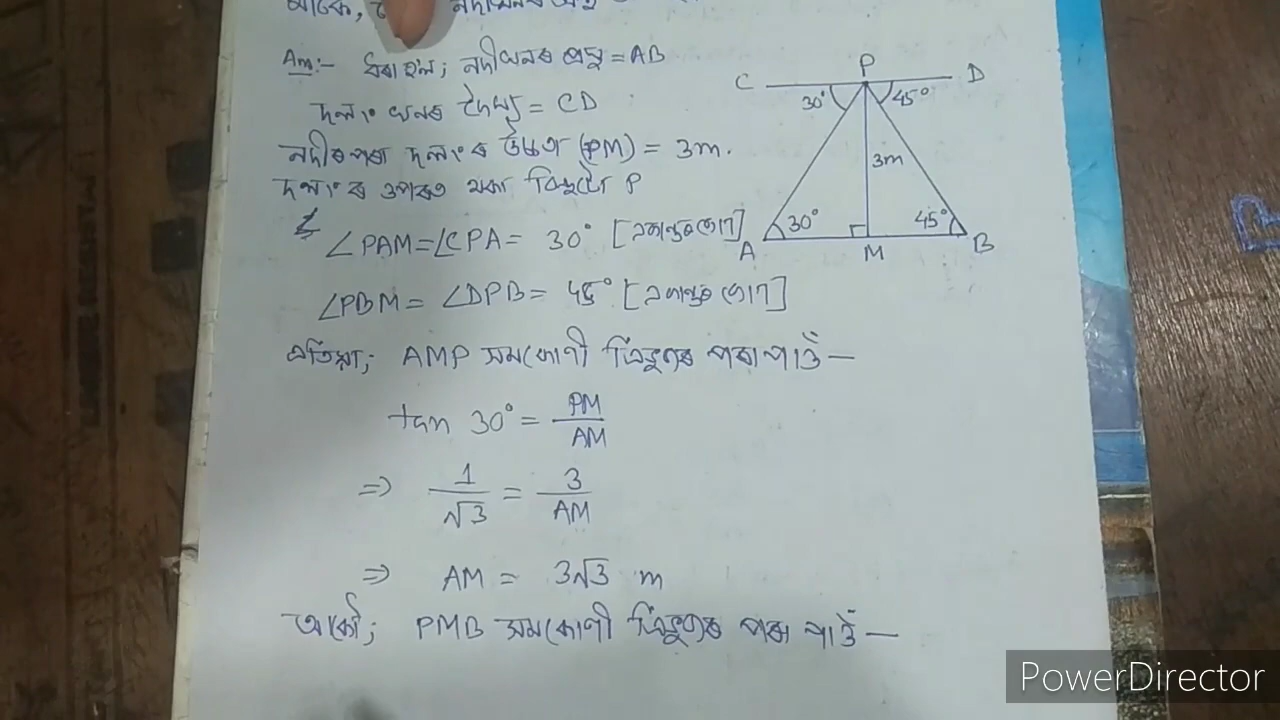 Ans:- ধৰা হ'ল; নদীখনৰ প্ৰস্থ = AB
দলং খনৰ দৈৰ্ঘ্য = CD
নদীৰ পৰা দলংৰ উচ্চতা (PM) = 3m.
দলংৰ ওপৰত থকা বিন্দুটো P
∠PAM = ∠CPA = 30° [একান্তৰ কোণ]
∠PBM = ∠DPB = 45° [একান্তৰ কোণ]
এতিয়া; AMP সমকোণী ত্ৰিভুজৰ পৰা পাওঁ —
tan 30° = PM/AM
⇒ 1/√3 = 3/AM
⇒ AM = 3√3 m
আকৌ; PMB সমকোণী ত্ৰিভুজৰ পৰা পাওঁ —
C P D
30° 45°
3m
30° 45°
A M B
PowerDirector